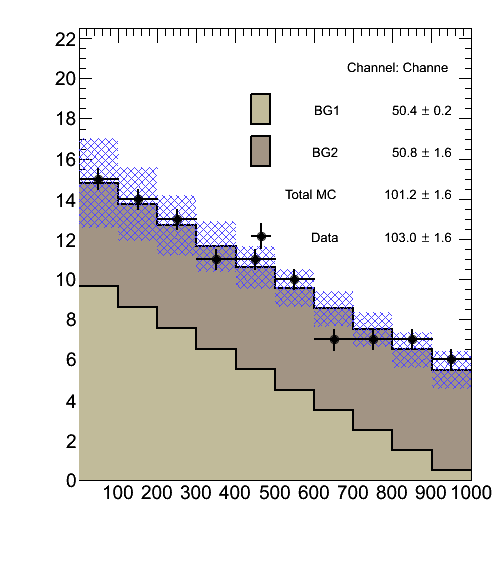 22
20
Channel: Channe
18
BG1 50.4 ± 0.2
16
BG2 50.8 ± 1.6
14
Total MC 101.2 ± 1.6
12
Data 103.0 ± 1.6
10
8
6
4
2
0
100 200 300 400 500 600 700 800 900 1000